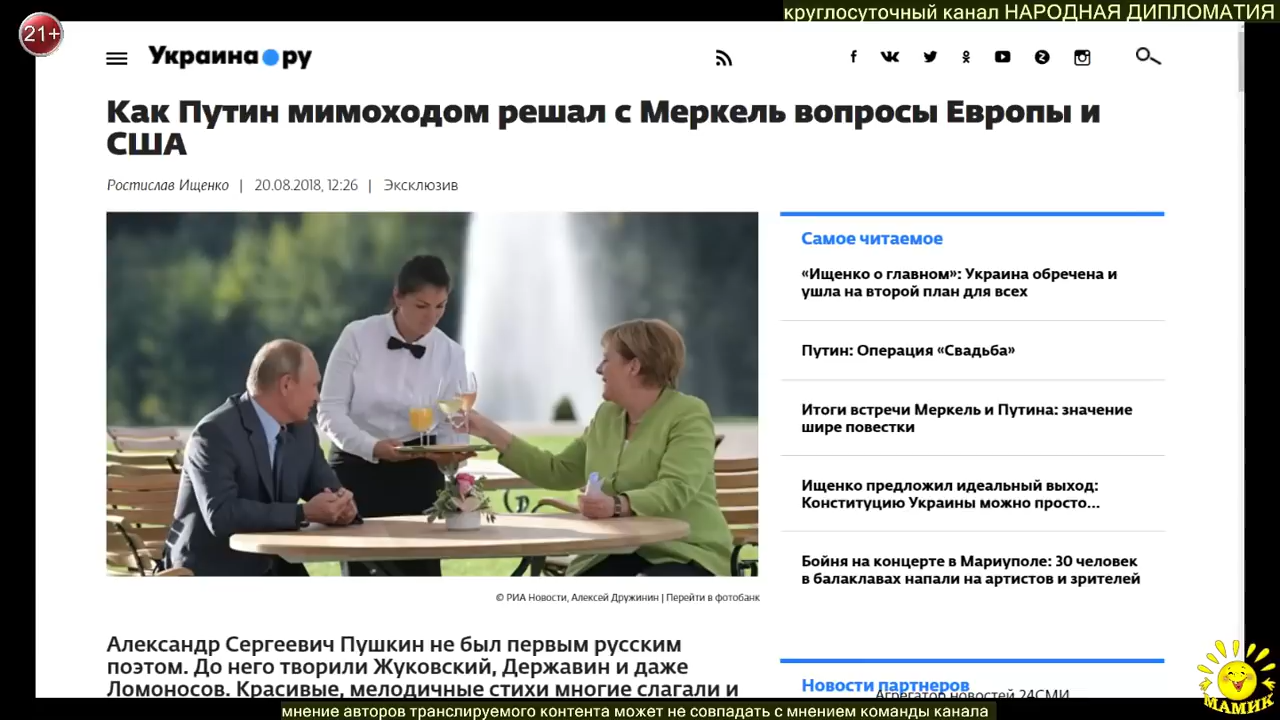 круглосуточный канал НАРОДНАЯ ДИПЛОМАТИЯ
21+
Украина ру
Как Путин мимоходом решал с Меркель вопросы Европы и
США
Ростислав Ищенко | 20.08.2018, 12:26 | Эксклюзив
© РИА Новости, Алексей Дружинин | Перейти в фотобанк
Александр Сергеевич Пушкин не был первым русским
поэтом. До него творили Жуковский, Державин и даже
Ломоносов. Красивые, мелодичные стихи многие слагали и
Самое читаемое
«Ищенко о главном»: Украина обречена и
ушла на второй план для всех
Путин: Операция «Свадьба»
Итоги встречи Меркель и Путина: значение
шире повестки
Ищенко предложил идеальный выход:
Конституцию Украины можно просто...
Бойня на концерте в Мариуполе: 30 человек
в балаклавах напали на артистов и зрителей
Новости партнеров
Агрегатор новостей 24СМИ
МАМИК
мнение авторов транслируемого контента может не совпадать с мнением команды канала